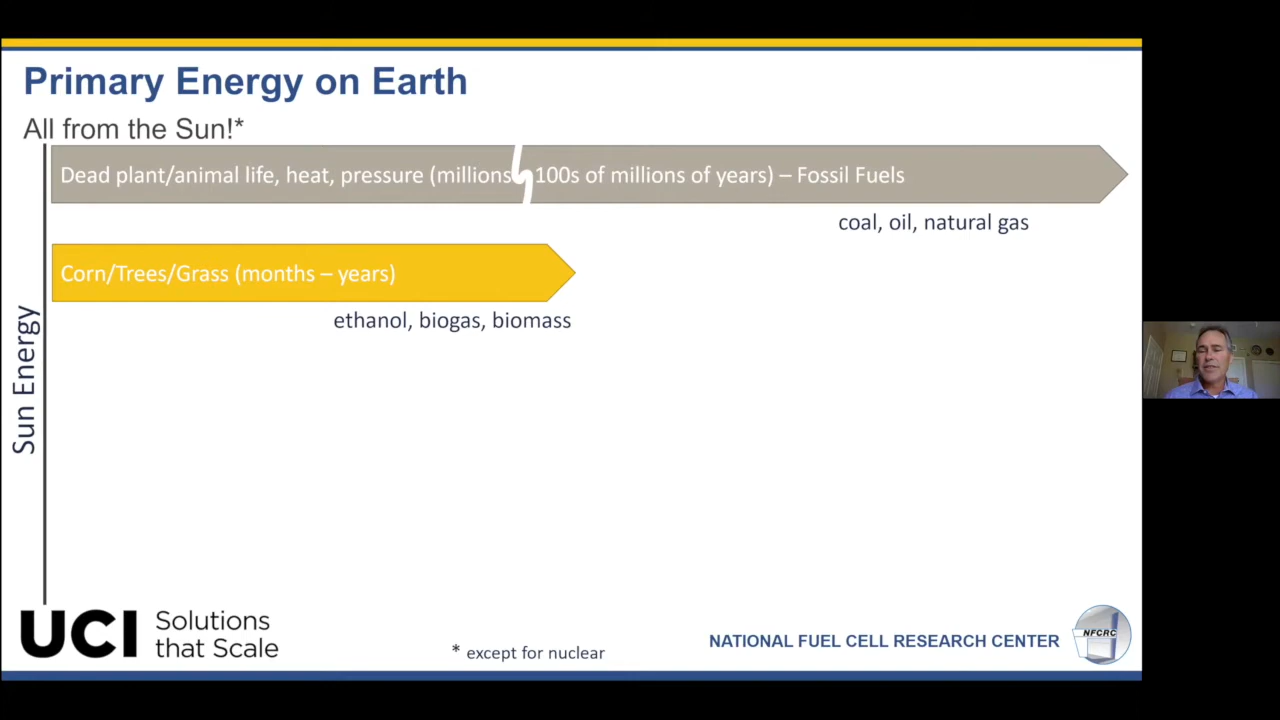 Primary Energy on Earth
All from the Sun!*
Dead plant/animal life, heat, pressure (millions 100s of millions of years) – Fossil Fuels
coal, oil, natural gas
Corn/Trees/Grass (months – years)
ethanol, biogas, biomass
Sun Energy
UCI Solutions
that Scale
* except for nuclear
NATIONAL FUEL CELL RESEARCH CENTER
NFCRC